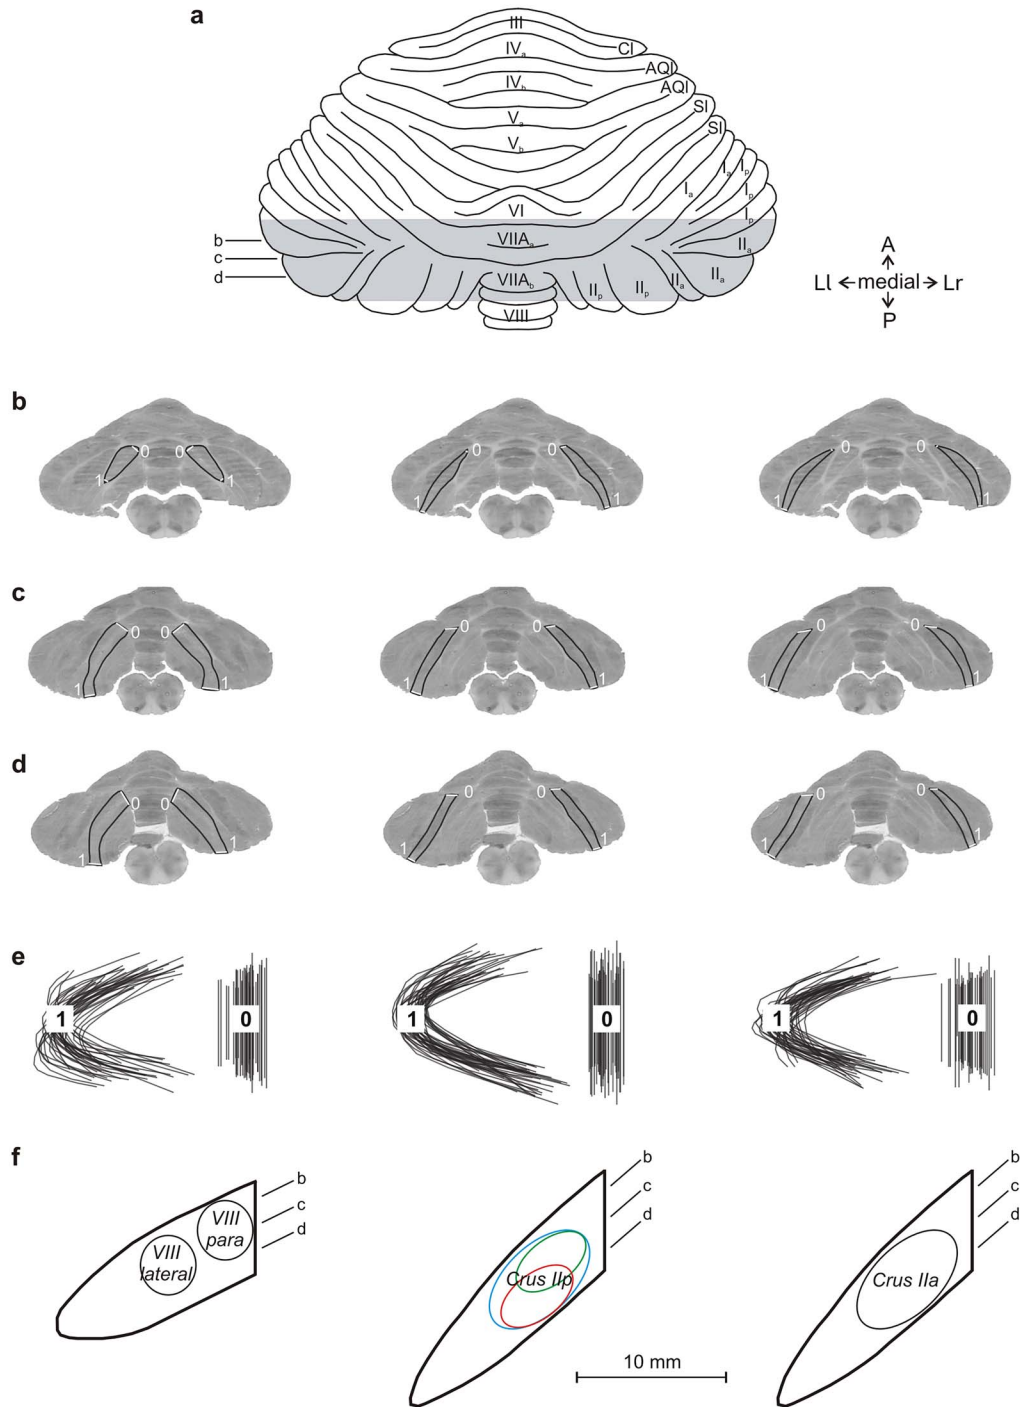 a
III
IVa CI
AQI
IVb AQI
SI
Va
SI
Vb
Ia Ip
Ia Ip
VI Ip
b VIIAa IIa
c
d VIIAb IIp IIp IIa IIa
VIII
A
Ll medial Lr
P
b
0 0 0 0 0 0
1 1 1 1 1 1
c
0 0 0 0 0 0
1 1 1 1 1 1
d
0 0 0 0 0 0
1 1 1 1 1 1
e
1 0 1 0 1 0
f
b b b
c c c
d d d
VIII
para
VIII
lateral
Crus IIp
Crus IIa
10 mm